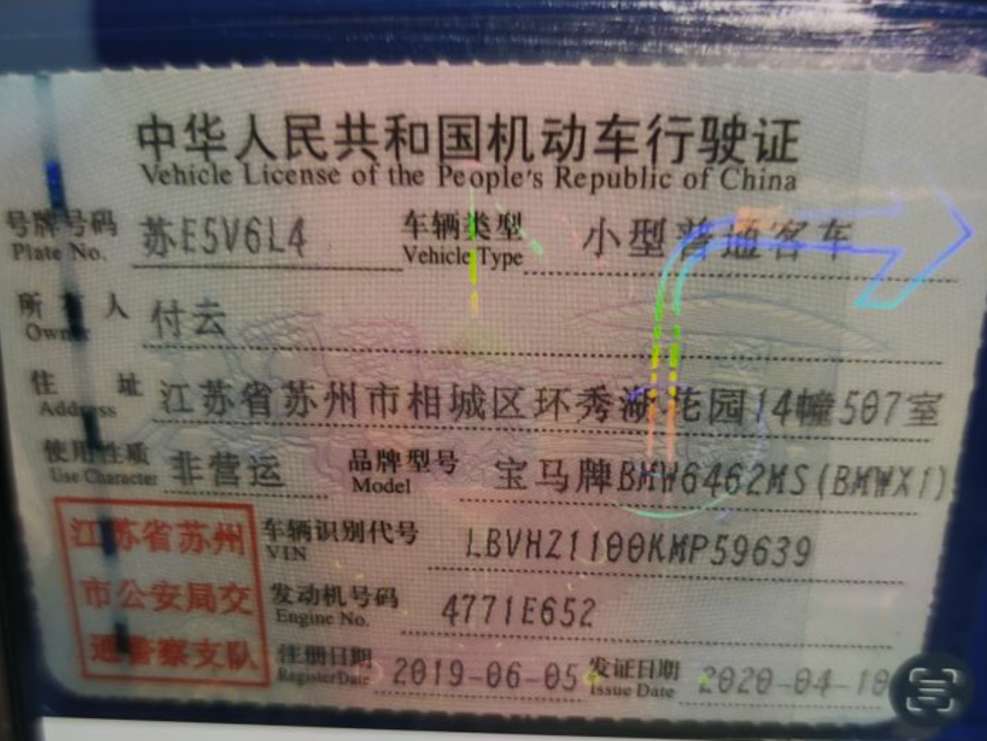 中华人民共和国机动车行驶证
Vehicle License of the People's Republic of China
号牌号码 苏E5V6L4 车辆类型 小型普通客车
Plate No. Vehicle Type
所有人 付云
Owner
住址 江苏省苏州市相城区环秀湖花园14幢507室
Address
使用性质 非营运 品牌型号 宝马牌BMW6462MS(BMWX1)
Use Character Model
车辆识别代号 LBVHZ1100KMP59639
VIN
发动机号码 4771E652
Engine No.
注册日期 2019-06-05 发证日期 2020-04-10
Register Date Issue Date
江苏省苏州
市公安局交
通警察支队